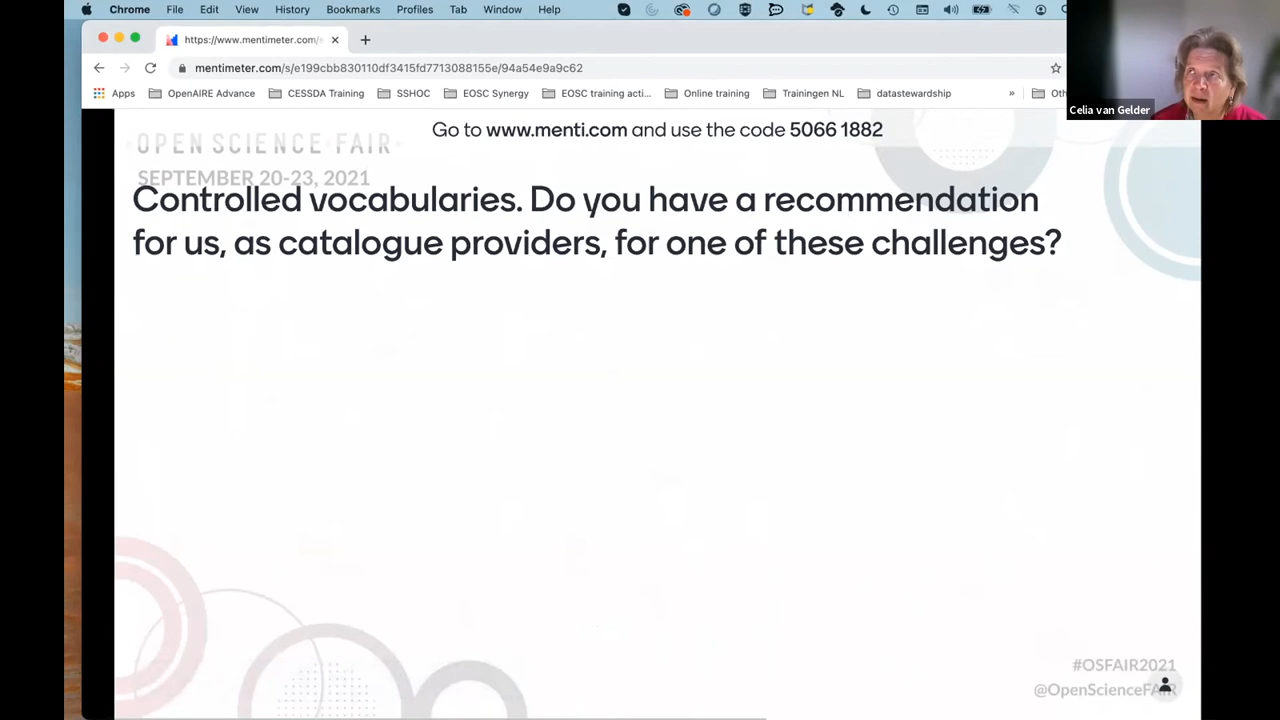 Chrome File Edit View History Bookmarks Profiles Tab Window Help
https://www.mentimeter.com/s
mentimeter.com/s/e199cbb830110df3415fd7713088155e/94a54e9a9c62
Apps OpenAIRE Advance CESSDA Training SSHOC EOSC Synergy EOSC training acti... Online training Trainingen NL datastewardship » Oth
Celia van Gelder
Go to www.menti.com and use the code 5066 1882
OPEN SCIENCE FAIR
SEPTEMBER 20-23, 2021
Controlled vocabularies. Do you have a recommendation
for us, as catalogue providers, for one of these challenges?
#OSFAIR2021
@OpenScienceFAIR